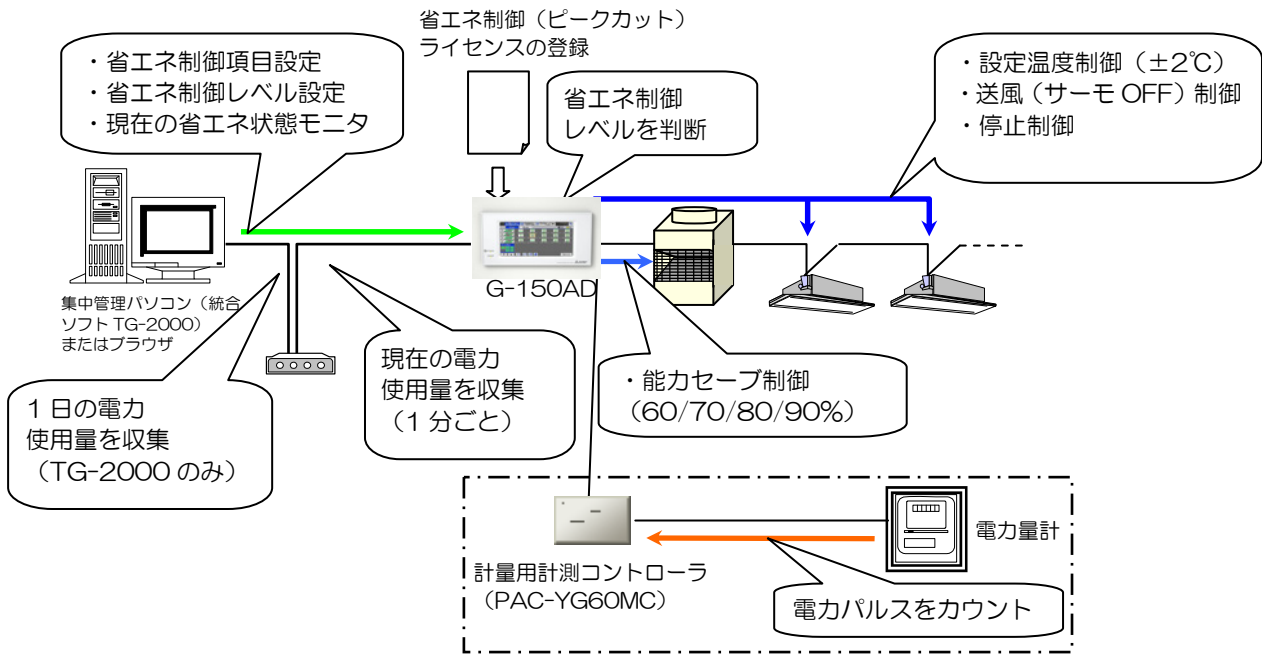 省エネ制御（ピークカット）
ライセンスの登録
・省エネ制御項目設定
・省エネ制御レベル設定
・現在の省エネ状態モニタ
省エネ制御
レベルを判断
・設定温度制御（±2℃）
・送風（サーモ OFF）制御
・停止制御
G-150AD
集中管理パソコン（統合
ソフト TG-2000）
またはブラウザ
現在の電力
使用量を収集
（1 分ごと）
・能力セーブ制御
（60/70/80/90%）
1 日の電力
使用量を収集
（TG-2000 のみ）
電力量計
計量用計測コントローラ
（PAC-YG60MC）
電力パルスをカウント